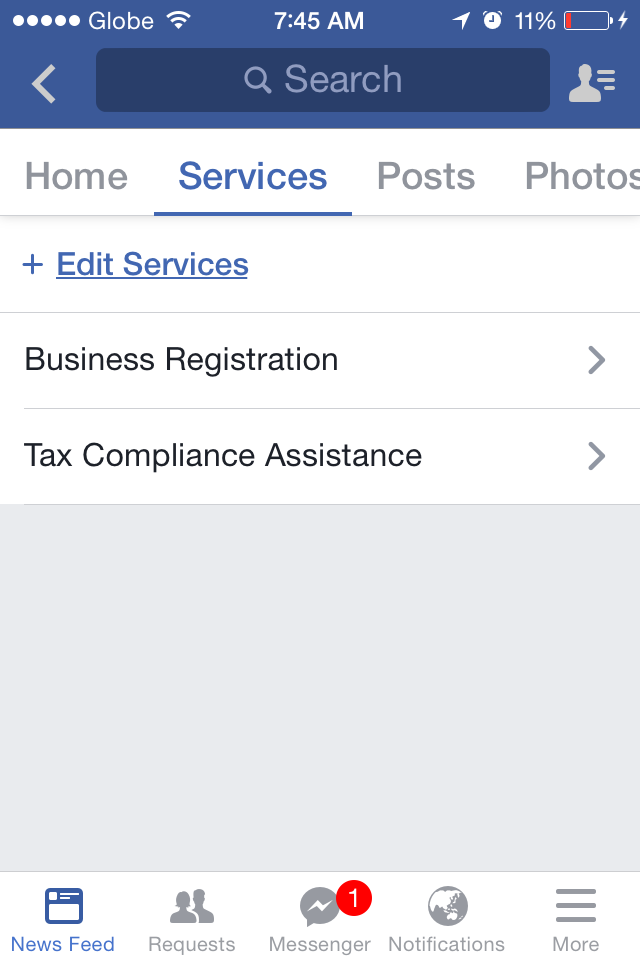 Globe 7:45 AM 11%
Search
Home Services Posts Photos
+ Edit Services
Business Registration
Tax Compliance Assistance
1
News Feed Requests Messenger Notifications More